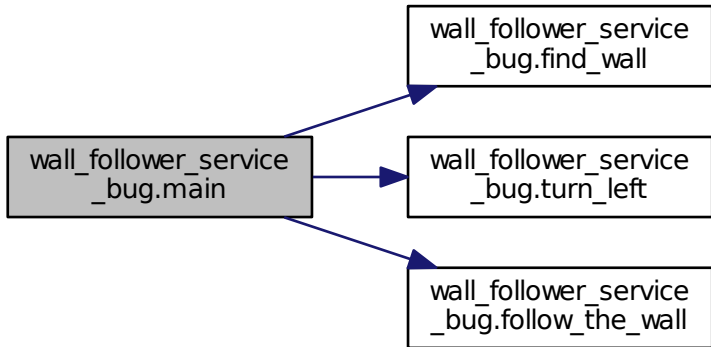 wall_follower_service
_bug.find_wall
wall_follower_service
_bug.main
wall_follower_service
_bug.turn_left
wall_follower_service
_bug.follow_the_wall